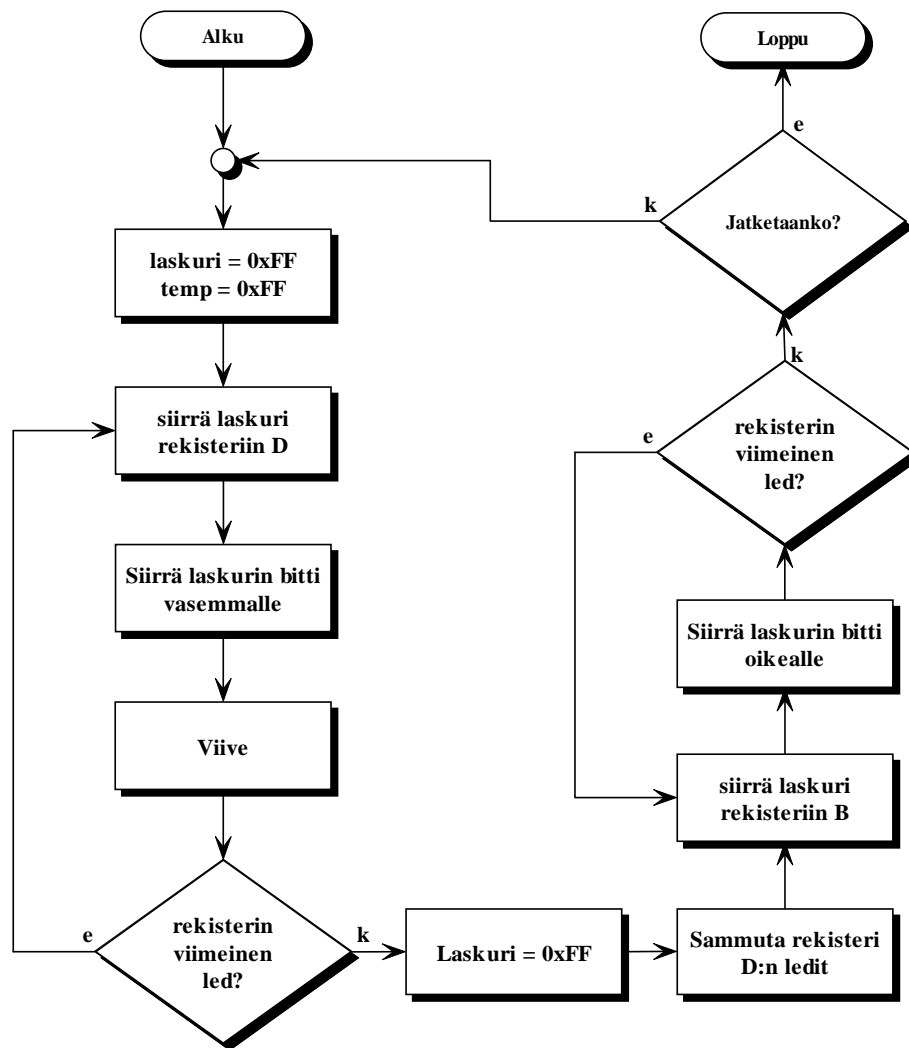 Alku
laskuri = 0xFF
temp = 0xFF
siirrä laskuri
rekisteriin D
Siirrä laskurin bitti
vasemmalle
Viive
rekisterin
viimeinen
led?
e
k
Laskuri = 0xFF
Sammuta rekisteri
D:n ledit
siirrä laskuri
rekisteriin B
Siirrä laskurin bitti
oikealle
rekisterin
viimeinen
led?
e
k
Jatketaanko?
k
e
Loppu